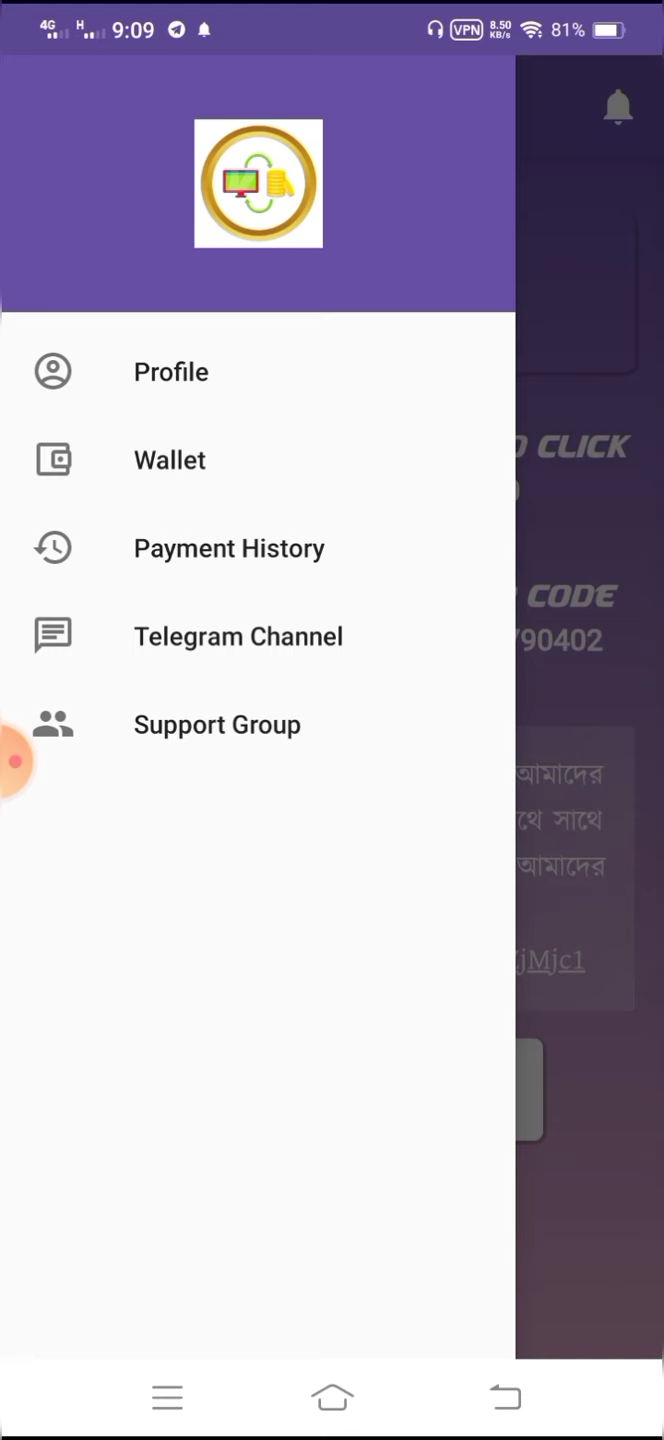 4G H 9:09 VPN 8.50 KB/s 81%
Profile
CLICK
Wallet
Payment History
CODE
Telegram Channel
790402
Support Group
আমাদের
থে সাথে
আমাদের
jMjc1